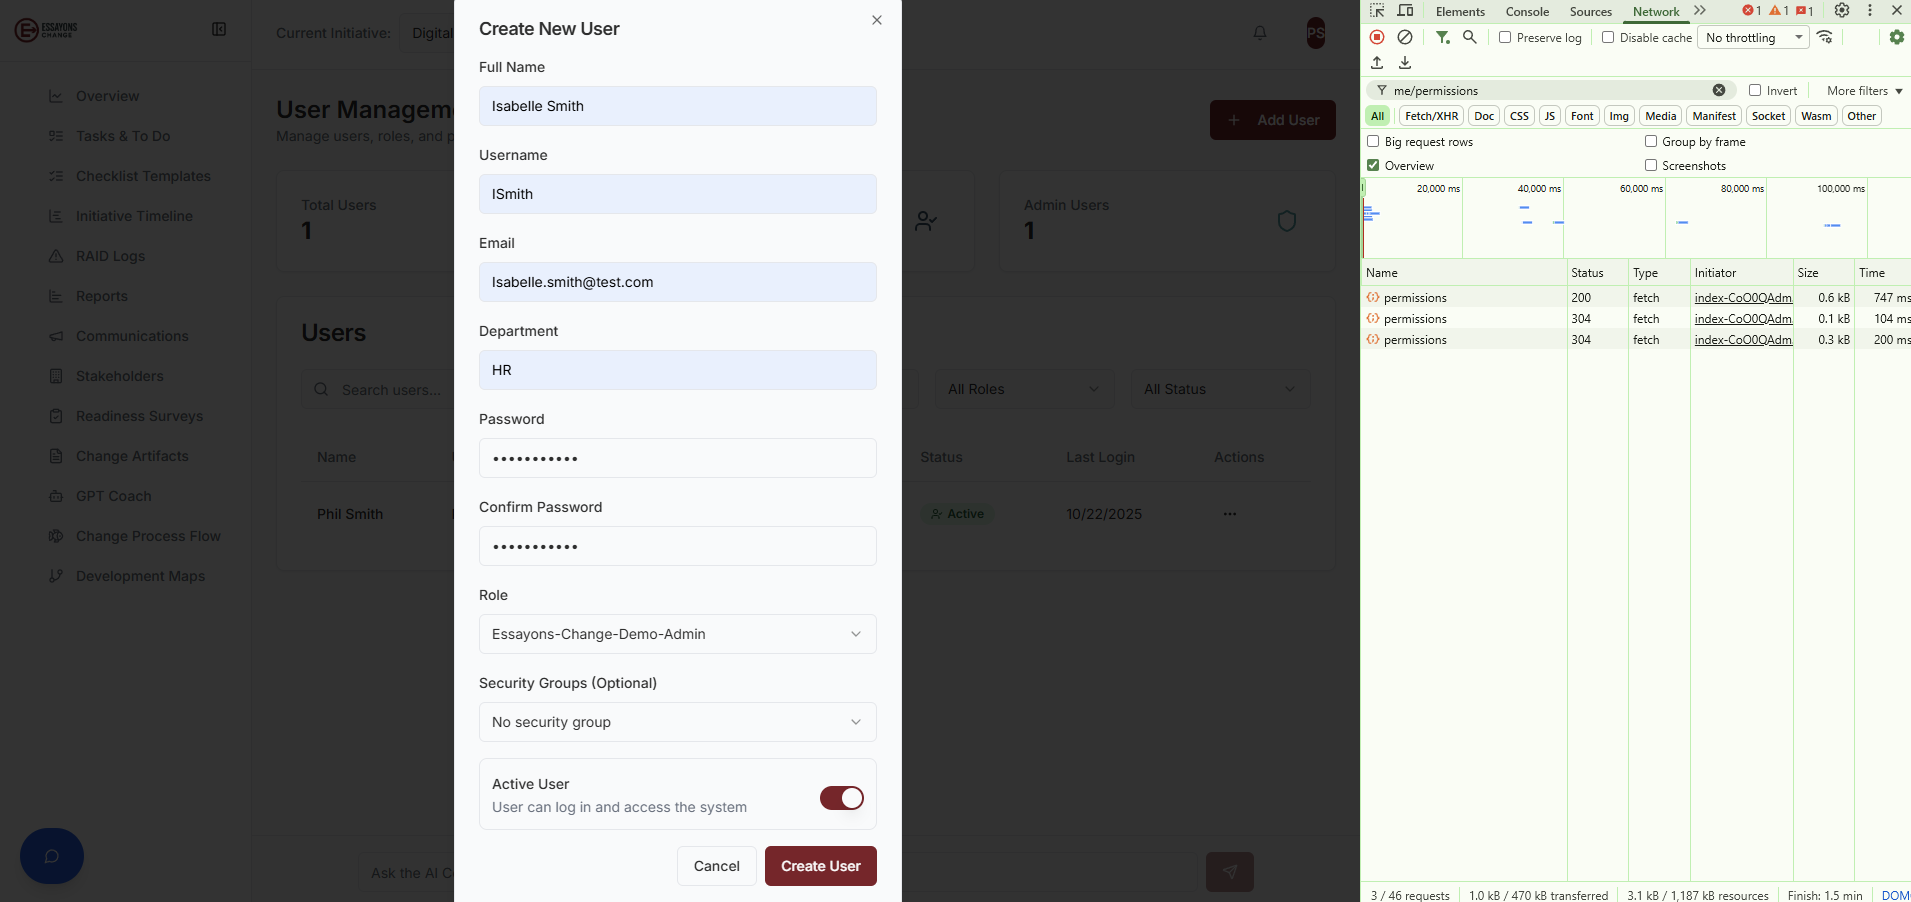 ESSAYONS
CHANGE
Current Initiative:
Digital
PS
Overview
Tasks & To Do
Checklist Templates
Initiative Timeline
RAID Logs
Reports
Communications
Stakeholders
Readiness Surveys
Change Artifacts
GPT Coach
Change Process Flow
Development Maps
User Managem
Manage users, roles, and p
Add User
Total Users
1
Admin Users
1
Users
Search users...
All Roles
All Status
Name
Status
Last Login
Actions
Phil Smith
Active
10/22/2025
Ask the AI C
Create New User
Full Name
Isabelle Smith
Username
ISmith
Email
Isabelle.smith@test.com
Department
HR
Password
•••••••••••
Confirm Password
•••••••••••
Role
Essayons-Change-Demo-Admin
Security Groups (Optional)
No security group
Active User
User can log in and access the system
Cancel
Create User
Elements Console Sources Network 1 1 1
Preserve log Disable cache No throttling
me/permissions Invert More filters
All Fetch/XHR Doc CSS JS Font Img Media Manifest Socket Wasm Other
Big request rows Group by frame
Overview Screenshots
20,000 ms 40,000 ms 60,000 ms 80,000 ms 100,000 ms
Name Status Type Initiator Size Time
permissions 200 fetch index-CoO0QAdm. 0.6 kB 747 ms
permissions 304 fetch index-CoO0QAdm. 0.1 kB 104 ms
permissions 304 fetch index-CoO0QAdm. 0.3 kB 200 ms
3 / 46 requests 1.0 kB / 470 kB transferred 3.1 kB / 1,187 kB resources Finish: 1.5 min DOM